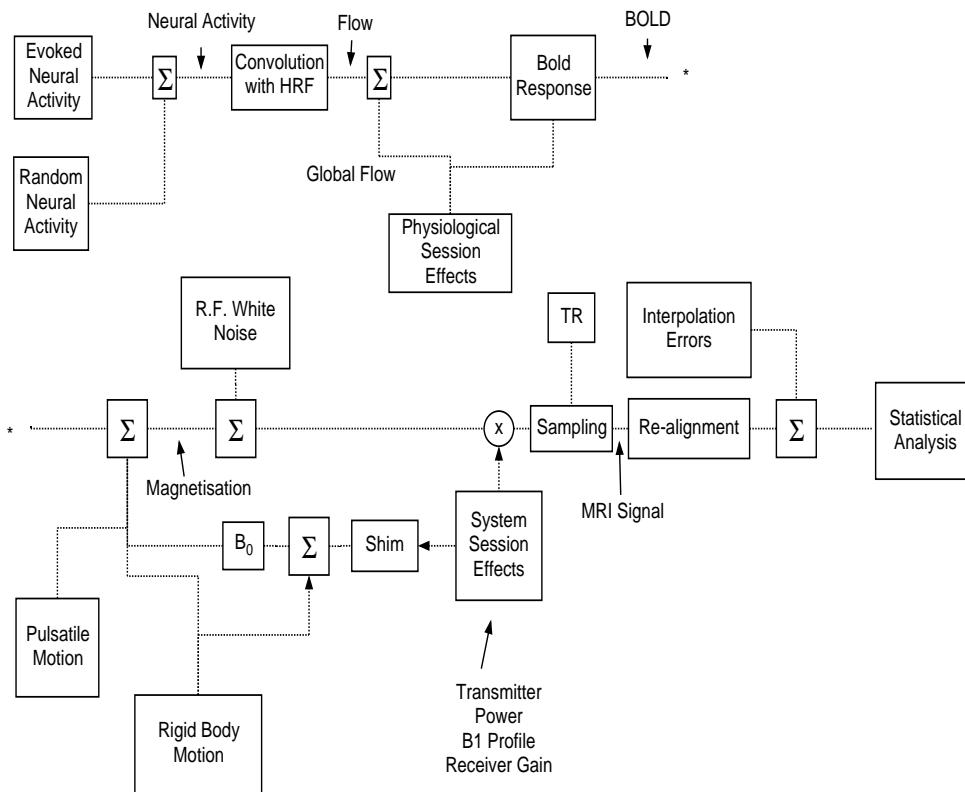 Neural Activity
Flow
BOLD
Evoked
Neural
Activity
Σ
Convolution
with HRF
Σ
Bold
Response
*
Random
Neural
Activity
Global Flow
Physiological
Session
Effects
R.F. White
Noise
TR
Interpolation
Errors
*
Σ
Σ
x
Sampling
Re-alignment
Σ
Statistical
Analysis
Magnetisation
MRI Signal
B0
Σ
Shim
System
Session
Effects
Pulsatile
Motion
Rigid Body
Motion
Transmitter
Power
B1 Profile
Receiver Gain